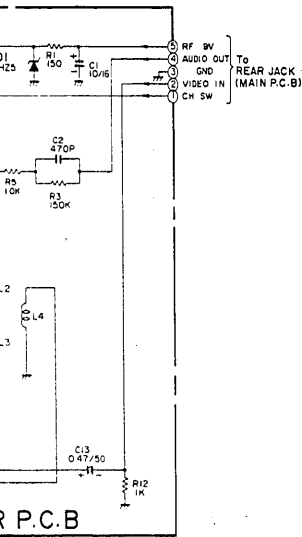 D1
HZ5
R1
150
C1
10/16
5 RF 9V
4 AUDIO OUT
3 GND
2 VIDEO IN
1 CH SW
To
REAR JACK
(MAIN P.C.B)
C2
470P
R5
10K
R3
150K
L2
L4
L3
C13
0.47/50
R12
1K
R P.C.B